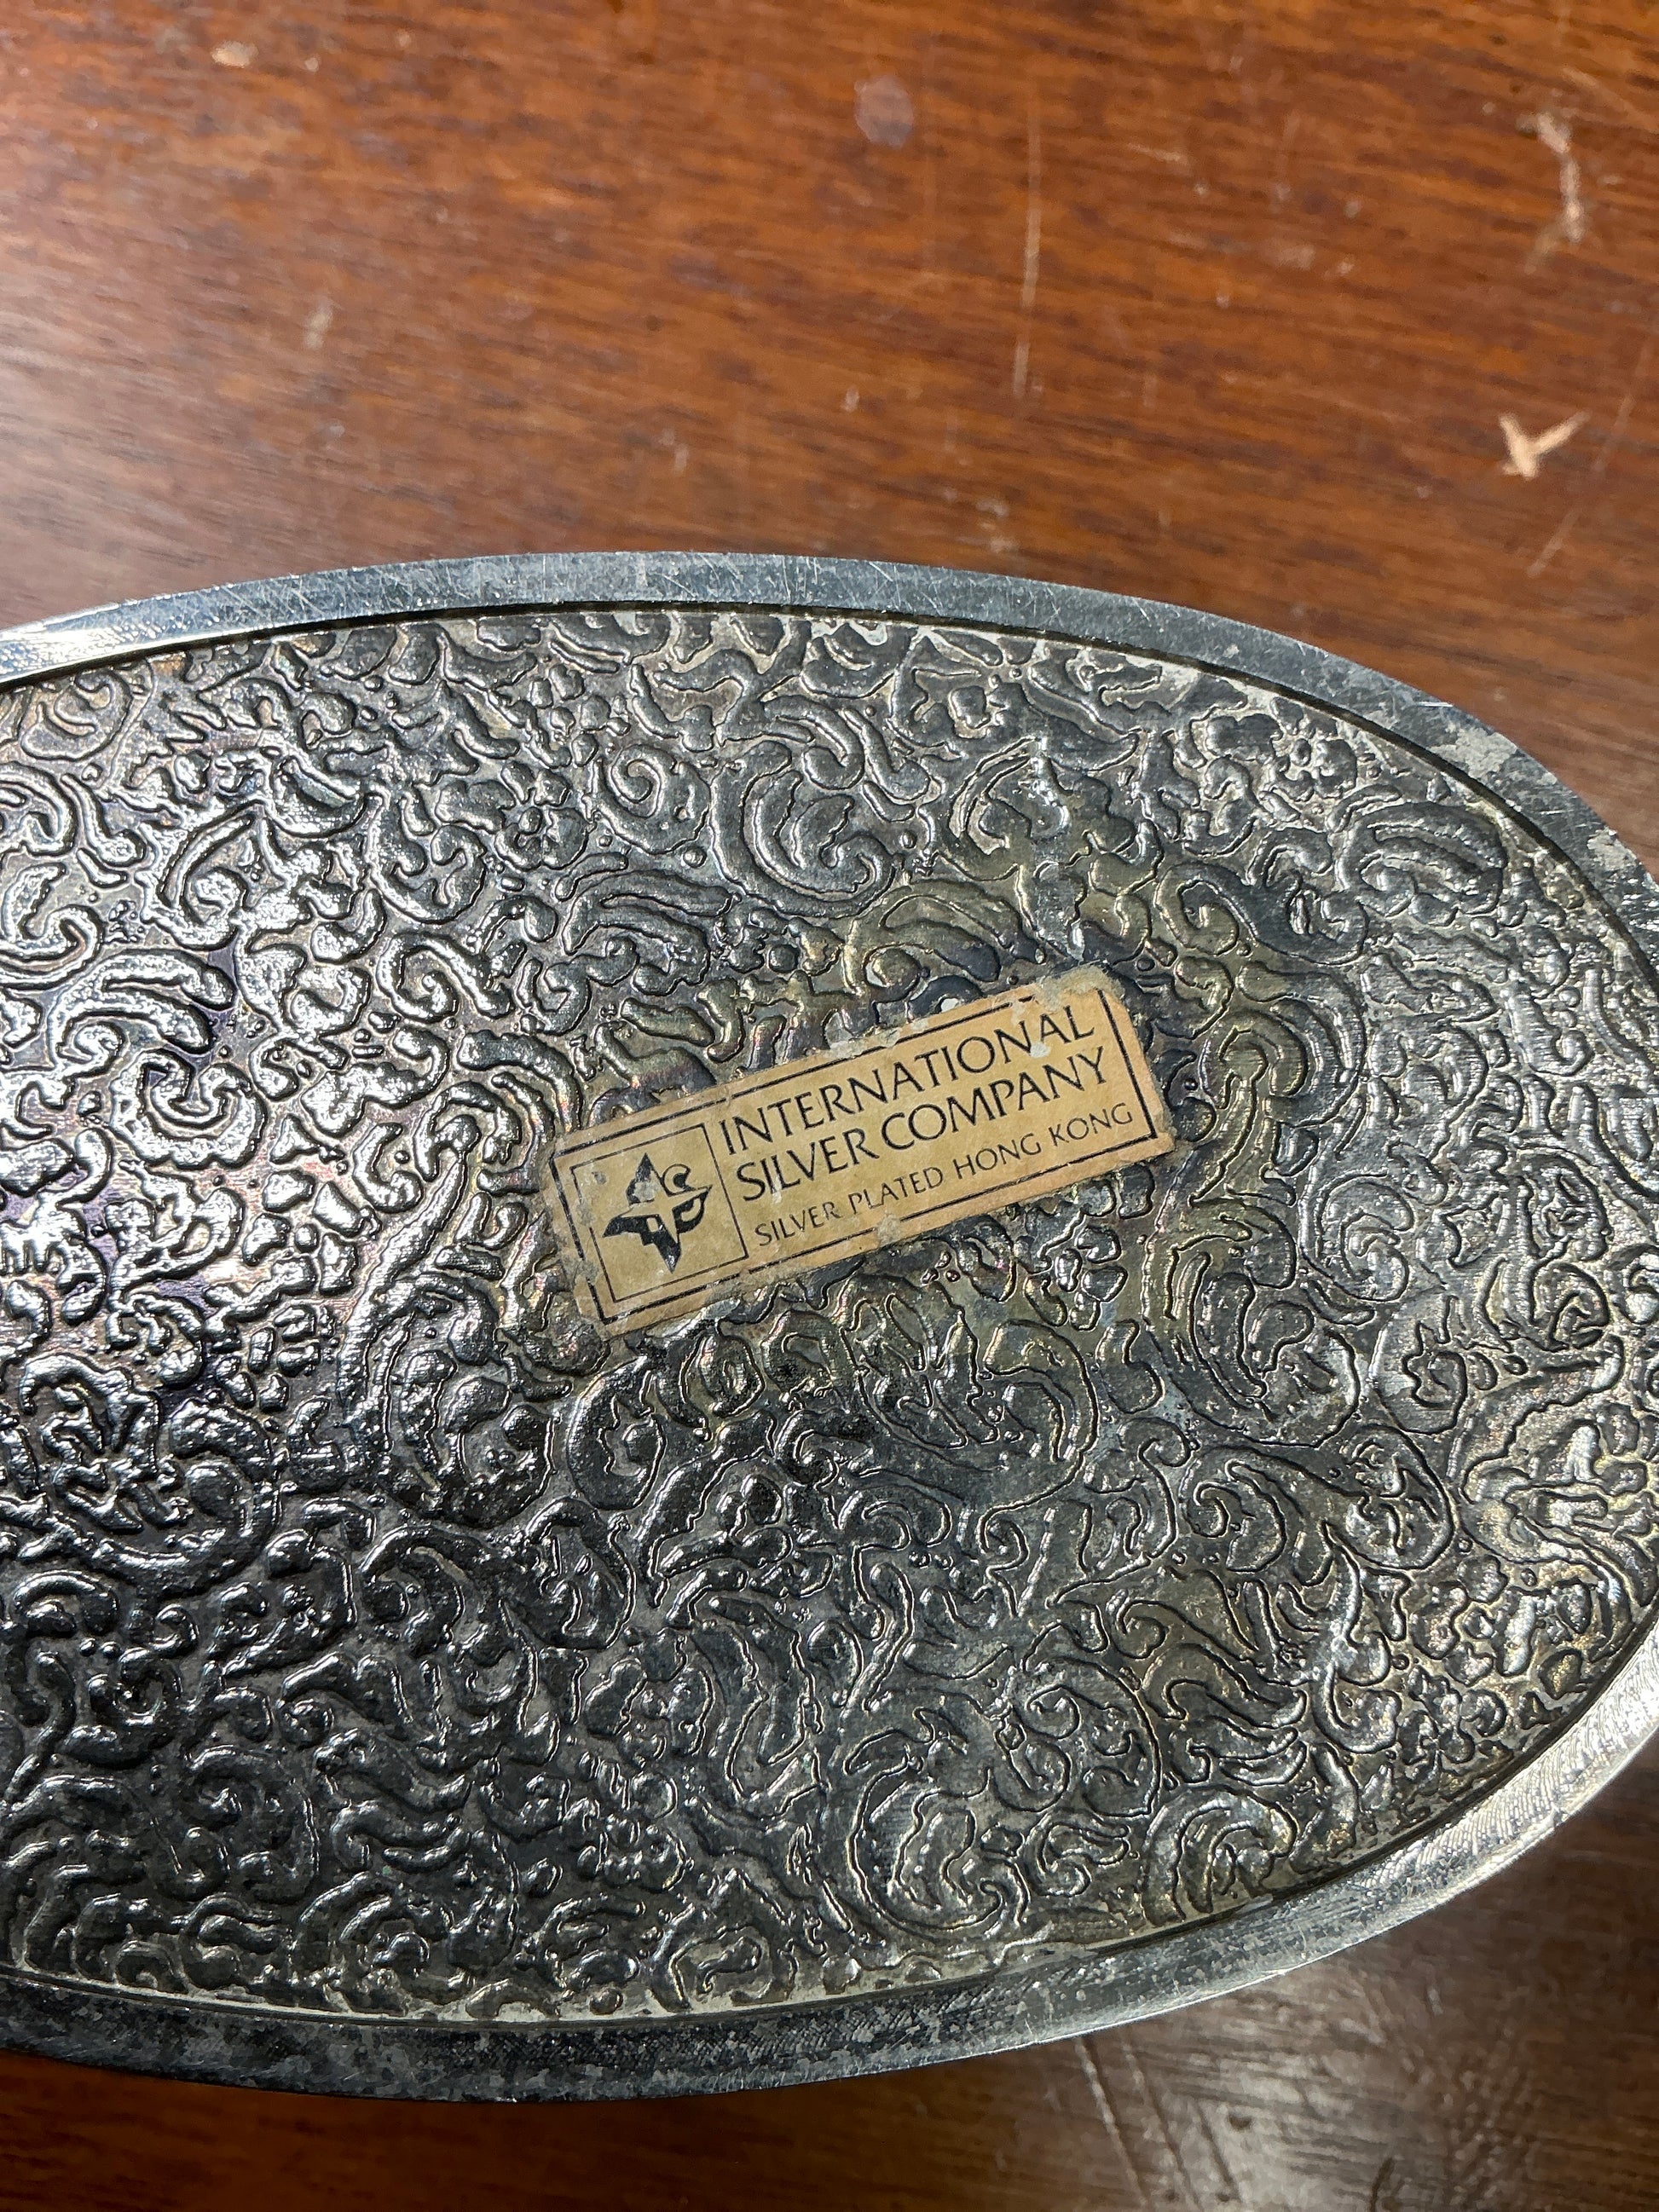 INTERNATIONAL
SILVER COMPANY
SILVER PLATED HONG KONG